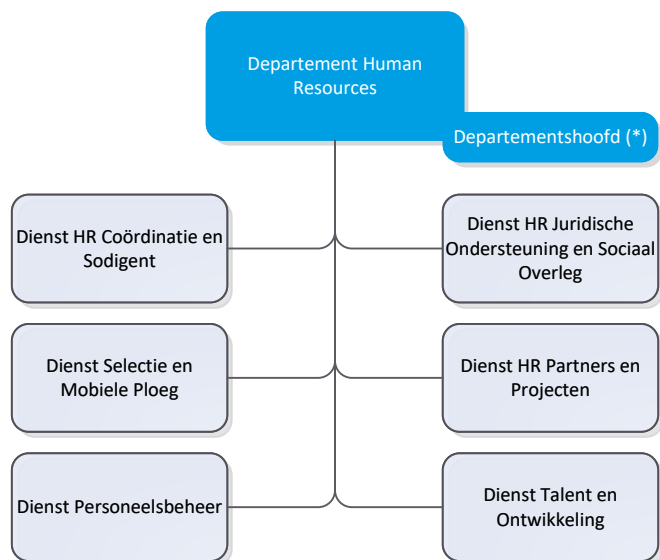 Departement Human
Resources
Departementshoofd (*)
Dienst HR Coördinatie en
Sodigent
Dienst HR Juridische
Ondersteuning en Sociaal
Overleg
Dienst Selectie en
Mobiele Ploeg
Dienst HR Partners en
Projecten
Dienst Personeelsbeheer
Dienst Talent en
Ontwikkeling